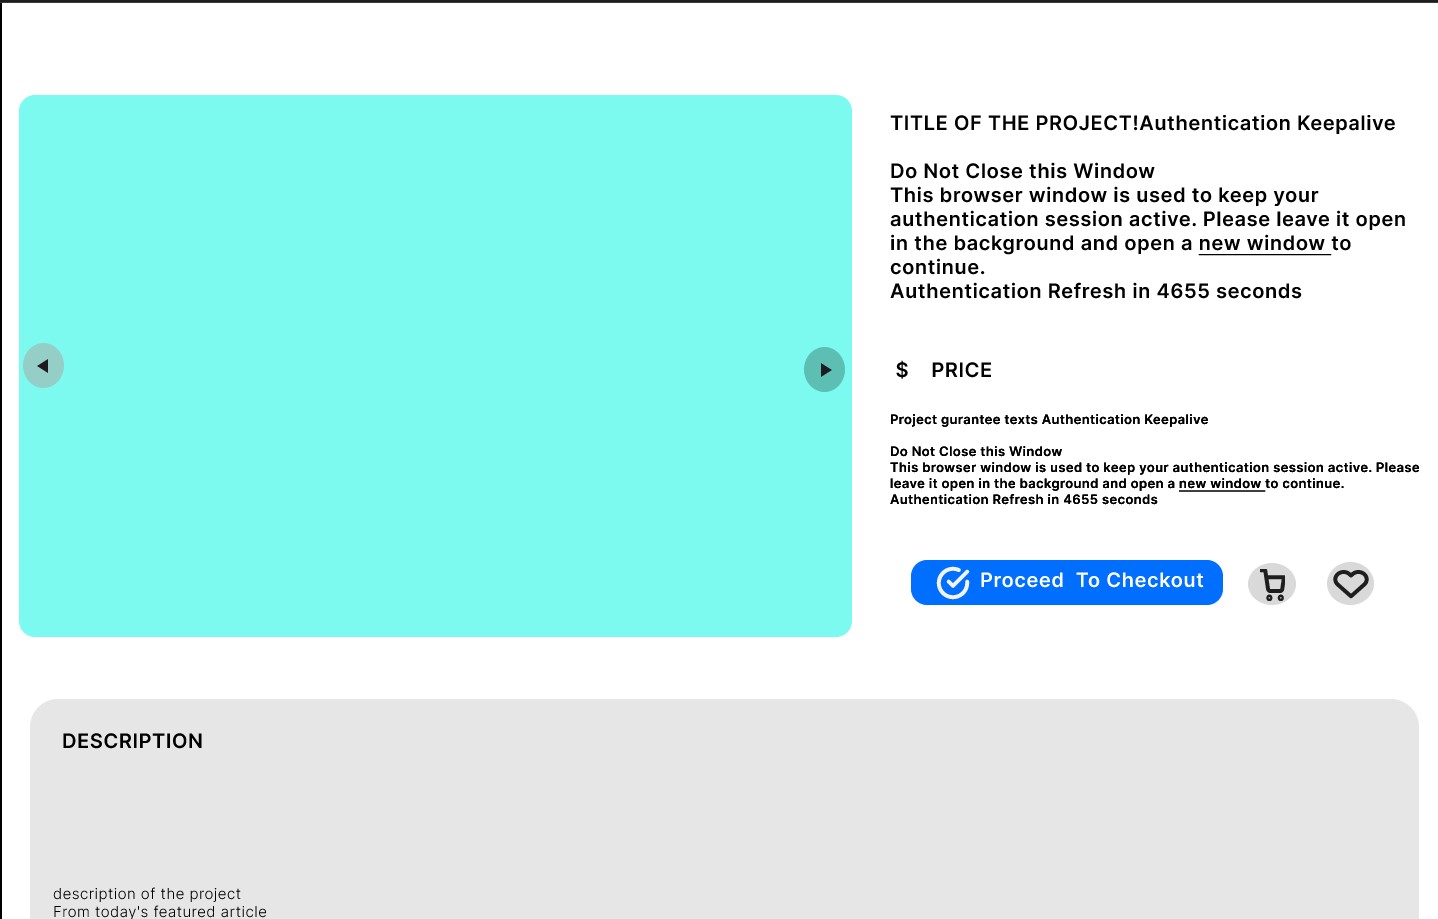 TITLE OF THE PROJECT!Authentication Keepalive
Do Not Close this Window
This browser window is used to keep your
authentication session active. Please leave it open
in the background and open a new window to
continue.
Authentication Refresh in 4655 seconds
$ PRICE
Project gurantee texts Authentication Keepalive
Do Not Close this Window
This browser window is used to keep your authentication session active. Please
leave it open in the background and open a new window to continue.
Authentication Refresh in 4655 seconds
Proceed To Checkout
DESCRIPTION
description of the project
From today's featured article